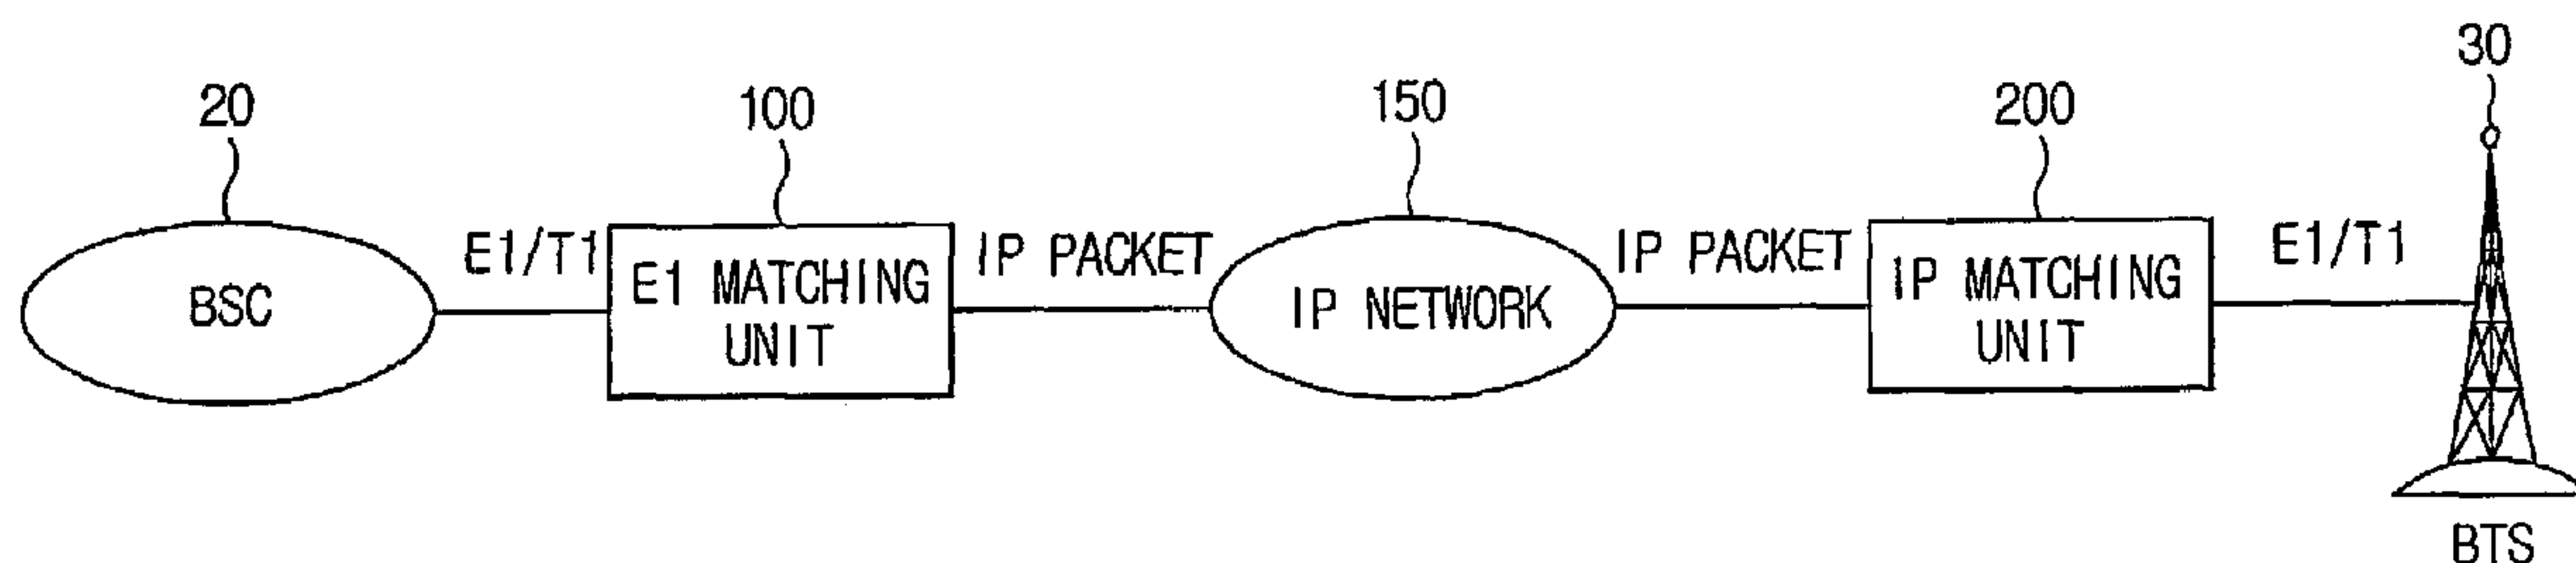 30
20
100
150
200
E1/T1
IP PACKET
IP PACKET
E1/T1
BSC
E1 MATCHING
UNIT
IP NETWORK
IP MATCHING
UNIT
BTS